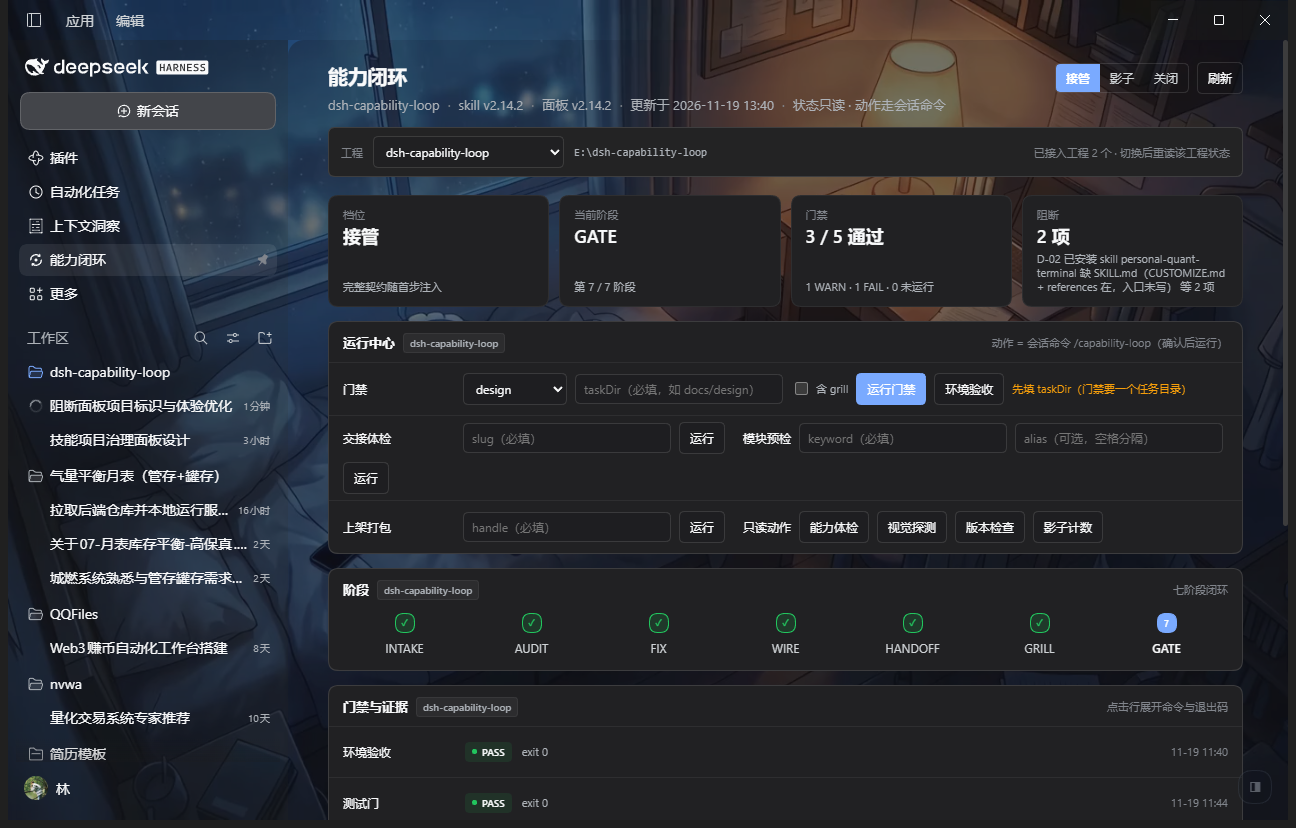 应用 编辑
deepseek HARNESS
新会话
插件
自动化任务
上下文洞察
能力闭环
更多
工作区
dsh-capability-loop
阻断面板项目标识与体验优化 1分钟
技能项目治理面板设计 3小时
气量平衡月表（管存+罐存）
拉取后端仓库并本地运行服... 16小时
关于07-月表库存平衡-高保真.... 2天
城燃系统熟悉与管存罐存需求... 2天
QQFiles
Web3赚币自动化工作台搭建 8天
nvwa
量化交易系统专家推荐 10天
简历模板
林
能力闭环
接管 影子 关闭 刷新
dsh-capability-loop · skill v2.14.2 · 面板 v2.14.2 · 更新于 2026-11-19 13:40 · 状态只读 · 动作走会话命令
工程 dsh-capability-loop E:\dsh-capability-loop 已接入工程 2 个 · 切换后重读该工程状态
档位
接管
完整契约随首步注入
当前阶段
GATE
第 7 / 7 阶段
门禁
3 / 5 通过
1 WARN · 1 FAIL · 0 未运行
阻断
2 项
D-02 已安装 skill personal-quant-
terminal 缺 SKILL.md（CUSTOMIZE.md
+ references 在，入口未写） 等 2 项
运行中心 dsh-capability-loop 动作 = 会话命令 /capability-loop（确认后运行）
门禁 design taskDir（必填，如 docs/design） 含 grill 运行门禁 环境验收 先填 taskDir（门禁要一个任务目录）
交接体检 slug（必填） 运行 模块预检 keyword（必填） alias（可选，空格分隔）
运行
上架打包 handle（必填） 运行 只读动作 能力体检 视觉探测 版本检查 影子计数
阶段 dsh-capability-loop 七阶段闭环
✓ ✓ ✓ ✓ ✓ ✓ 7
INTAKE AUDIT FIX WIRE HANDOFF GRILL GATE
门禁与证据 dsh-capability-loop 点击行展开命令与退出码
环境验收 PASS exit 0 11-19 11:40
测试门 PASS exit 0 11-19 11:44